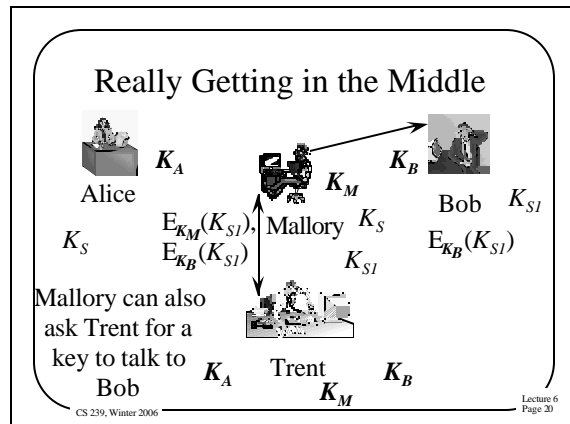 Really Getting in the Middle
K_A
K_B
K_M
Alice
Bob
K_S1
E_KM(K_S1),
Mallory
K_S
K_S
E_KB(K_S1)
E_KB(K_S1)
K_S1
Mallory can also
ask Trent for a
key to talk to
Bob
K_A
Trent
K_B
K_M
CS 239, Winter 2006
Lecture 6
Page 20